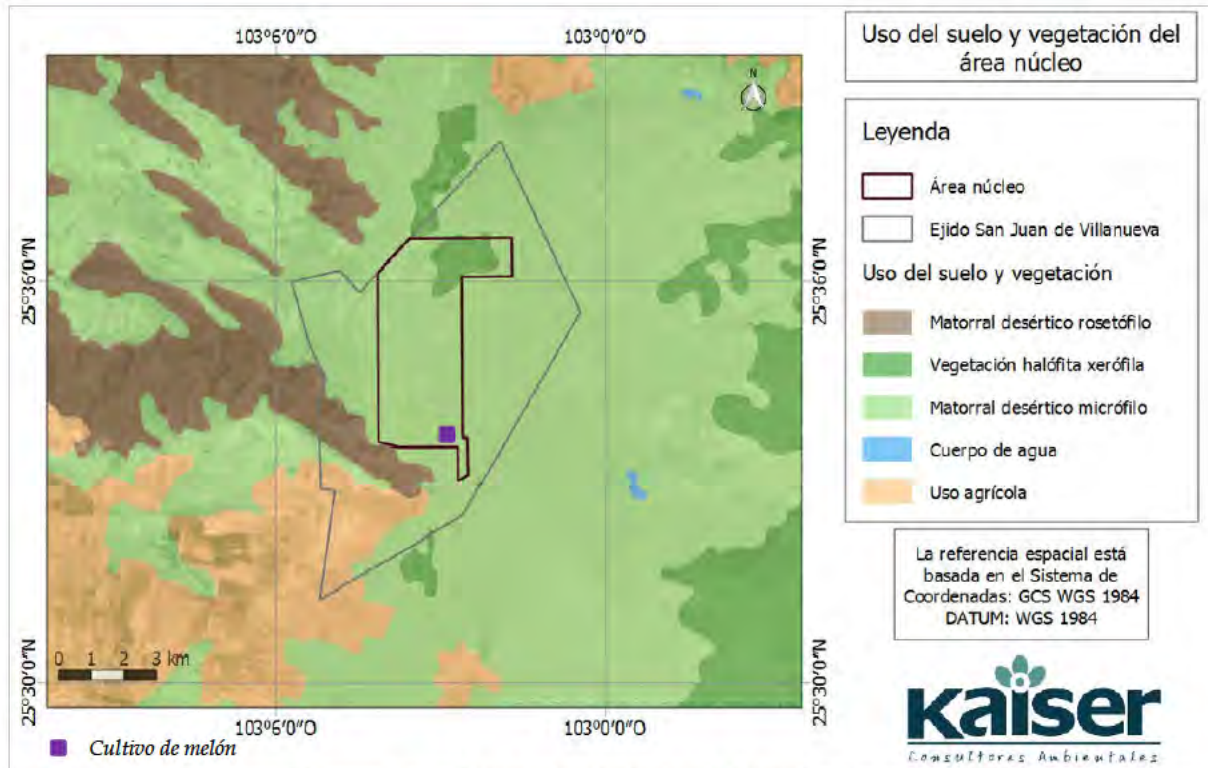 103°6'0"O
103°0'0"O
Uso del suelo y vegetación del
área núcleo
N
Leyenda
Área núcleo
Ejido San Juan de Villanueva
25°36'0"N
25°36'0"N
Uso del suelo y vegetación
Matorral desértico rosetófilo
Vegetación halófita xerófila
Matorral desértico micrófilo
Cuerpo de agua
Uso agrícola
La referencia espacial está
basada en el Sistema de
Coordenadas: GCS WGS 1984
DATUM: WGS 1984
0 1 2 3 km
25°30'0"N
25°30'0"N
103°6'0"O
103°0'0"O
Kaiser
Consultores Ambientales
Cultivo de melón